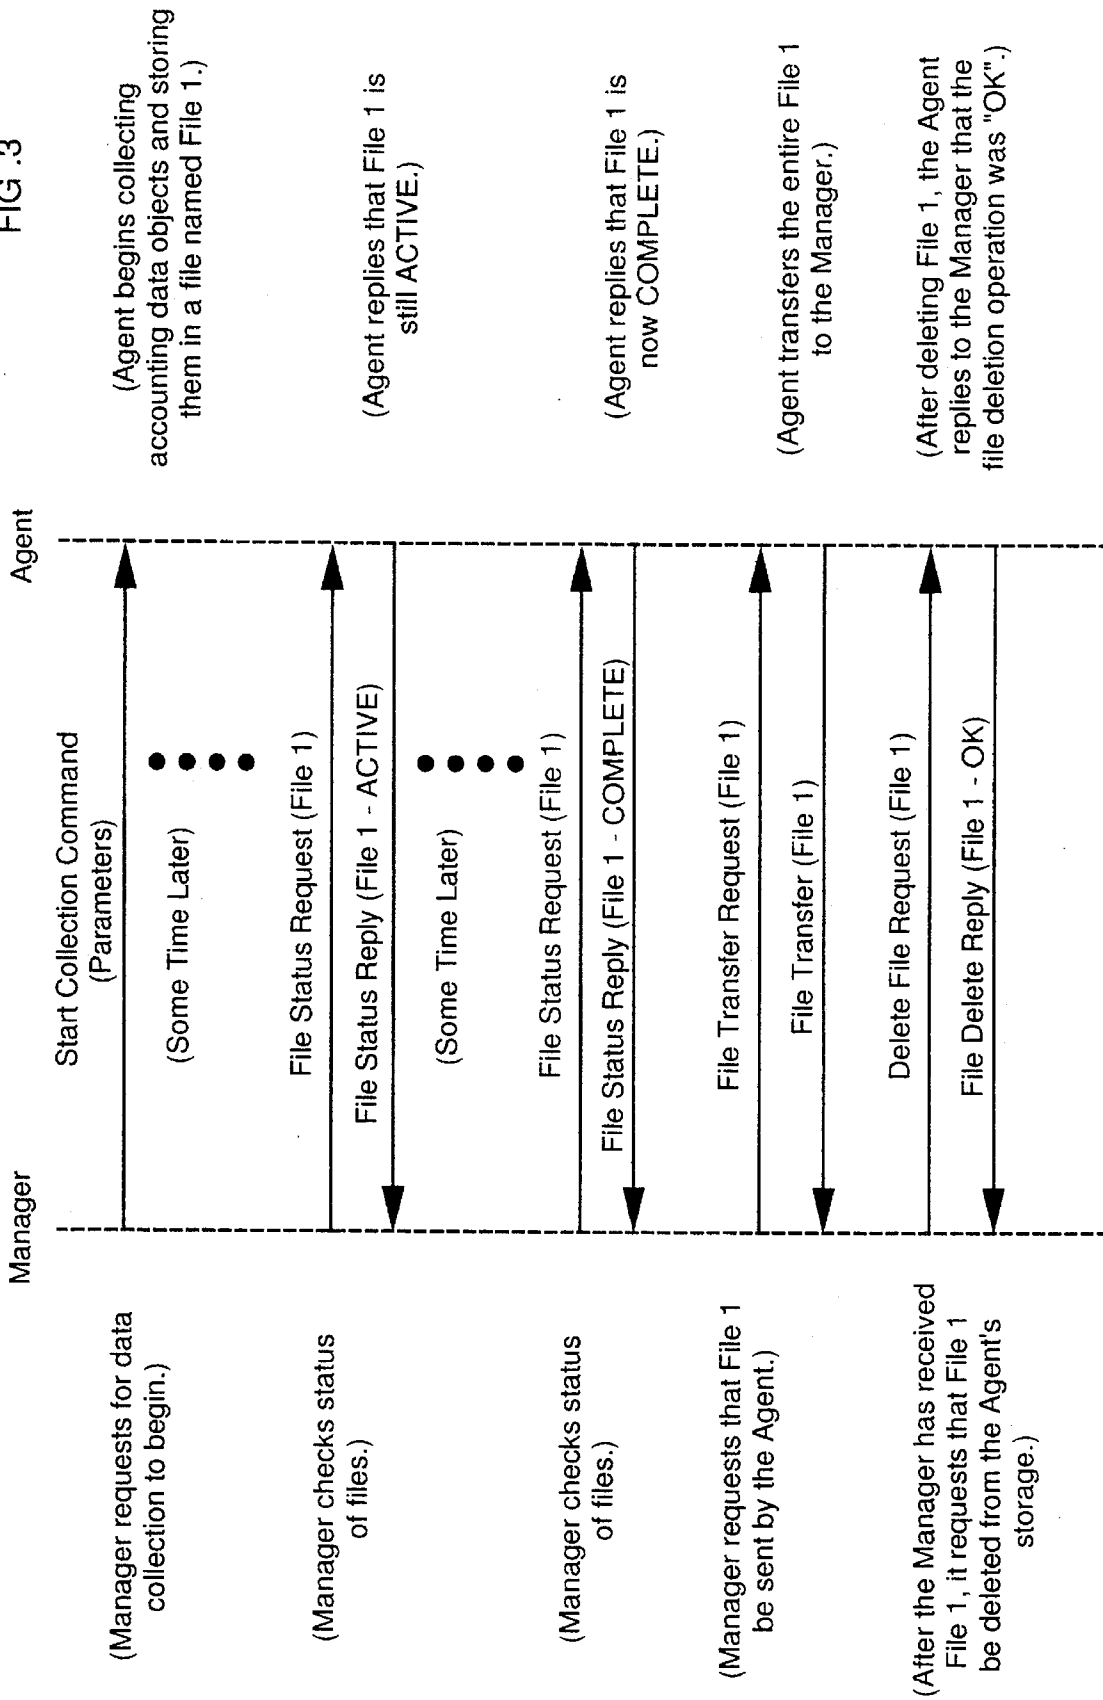 FIG.3
Manager
Agent
(Manager requests for data
collection to begin.)
Start Collection Command
(Parameters)
(Agent begins collecting
accounting data objects and storing
them in a file named File 1.)
(Some Time Later)
(Manager checks status
of files.)
File Status Request (File 1)
File Status Reply (File 1 - ACTIVE)
(Agent replies that File 1 is
still ACTIVE.)
(Some Time Later)
(Manager checks status
of files.)
File Status Request (File 1)
File Status Reply (File 1 - COMPLETE)
(Agent replies that File 1 is
now COMPLETE.)
(Manager requests that File 1
be sent by the Agent.)
File Transfer Request (File 1)
File Transfer (File 1)
(Agent transfers the entire File 1
to the Manager.)
(After the Manager has received
File 1, it requests that File 1
be deleted from the Agent's
storage.)
Delete File Request (File 1)
File Delete Reply (File 1 - OK)
(After deleting File 1, the Agent
replies to the Manager that the
file deletion operation was "OK".)